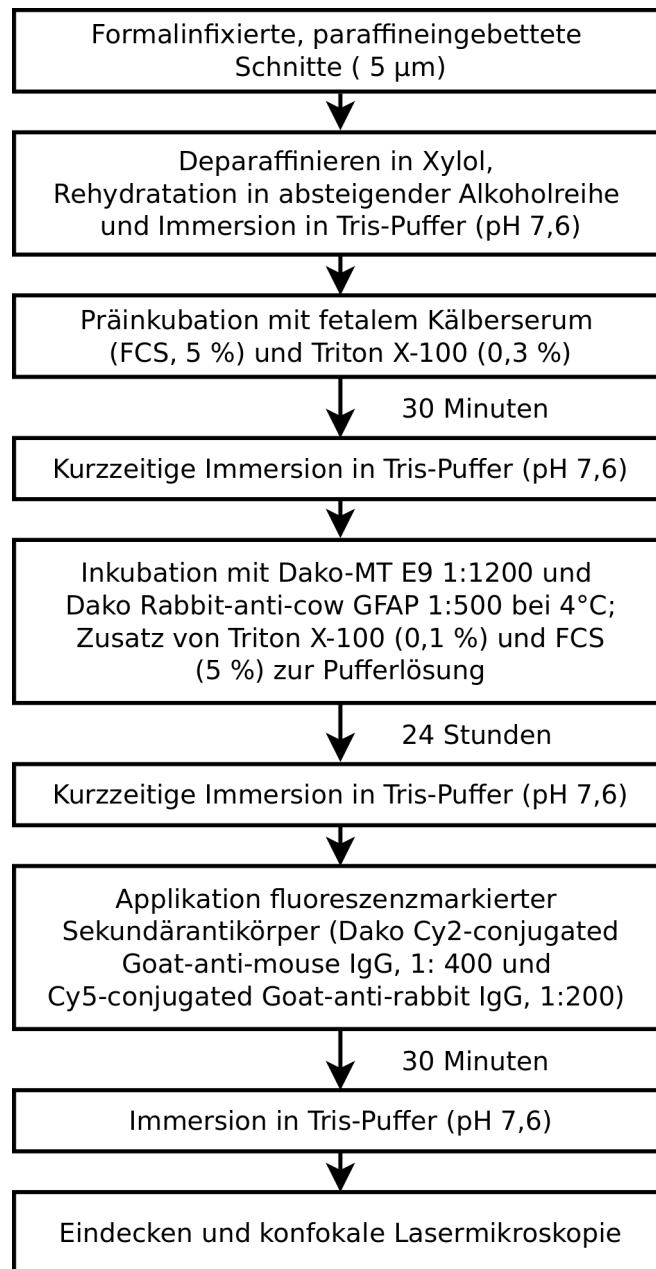 Formalinfixierte, paraffineingebettete
Schnitte ( 5 µm)
Deparaffinieren in Xylol,
Rehydratation in absteigender Alkoholreihe
und Immersion in Tris-Puffer (pH 7,6)
Präinkubation mit fetalem Kälberserum
(FCS, 5 %) und Triton X-100 (0,3 %)
30 Minuten
Kurzzeitige Immersion in Tris-Puffer (pH 7,6)
Inkubation mit Dako-MT E9 1:1200 und
Dako Rabbit-anti-cow GFAP 1:500 bei 4°C;
Zusatz von Triton X-100 (0,1 %) und FCS
(5 %) zur Pufferlösung
24 Stunden
Kurzzeitige Immersion in Tris-Puffer (pH 7,6)
Applikation fluoreszenzmarkierter
Sekundärantikörper (Dako Cy2-conjugated
Goat-anti-mouse IgG, 1: 400 und
Cy5-conjugated Goat-anti-rabbit IgG, 1:200)
30 Minuten
Immersion in Tris-Puffer (pH 7,6)
Eindecken und konfokale Lasermikroskopie